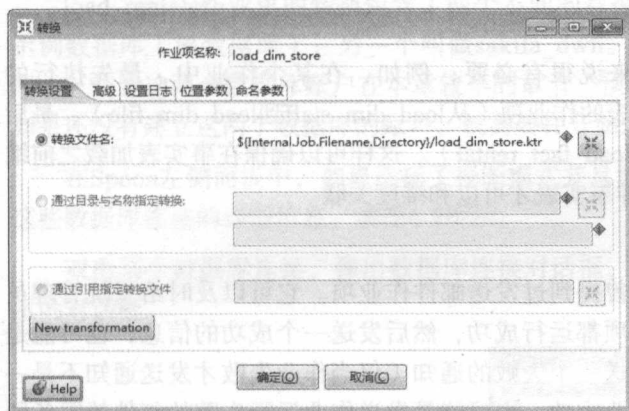 转换
作业项名称: load_dim_store
转换设置 高级 设置日志 位置参数 命名参数
转换文件名: ${Internal.Job.Filename.Directory}/load_dim_store.ktr
通过目录与名称指定转换:
通过引用指定转换文件
New transformation
Help 确定(O) 取消(C)